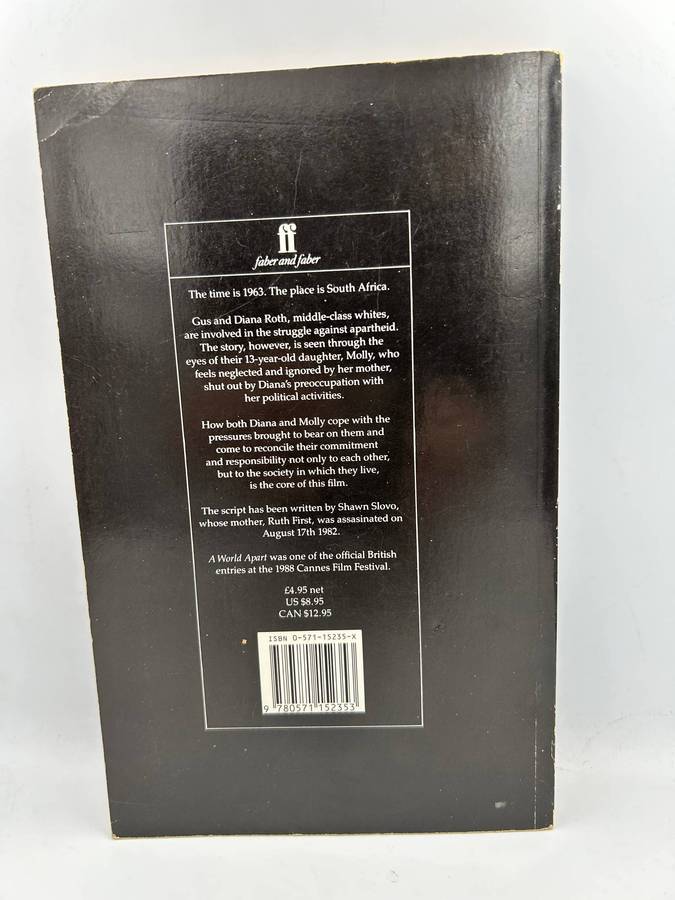 ff
faber and faber
The time is 1963. The place is South Africa.
Gus and Diana Roth, middle-class whites,
are involved in the struggle against apartheid.
The story, however, is seen through the
eyes of their 13-year-old daughter, Molly, who
feels neglected and ignored by her mother,
shut out by Diana's preoccupation with
her political activities.
How both Diana and Molly cope with the
pressures brought to bear on them and
come to reconcile their commitment
and responsibility not only to each other,
but to the society in which they live,
is the core of this film.
The script has been written by Shawn Slovo,
whose mother, Ruth First, was assasinated on
August 17th 1982.
A World Apart was one of the official British
entries at the 1988 Cannes Film Festival.
£4.95 net
US $8.95
CAN $12.95
ISBN 0-571-15235-X
9 780571 152353